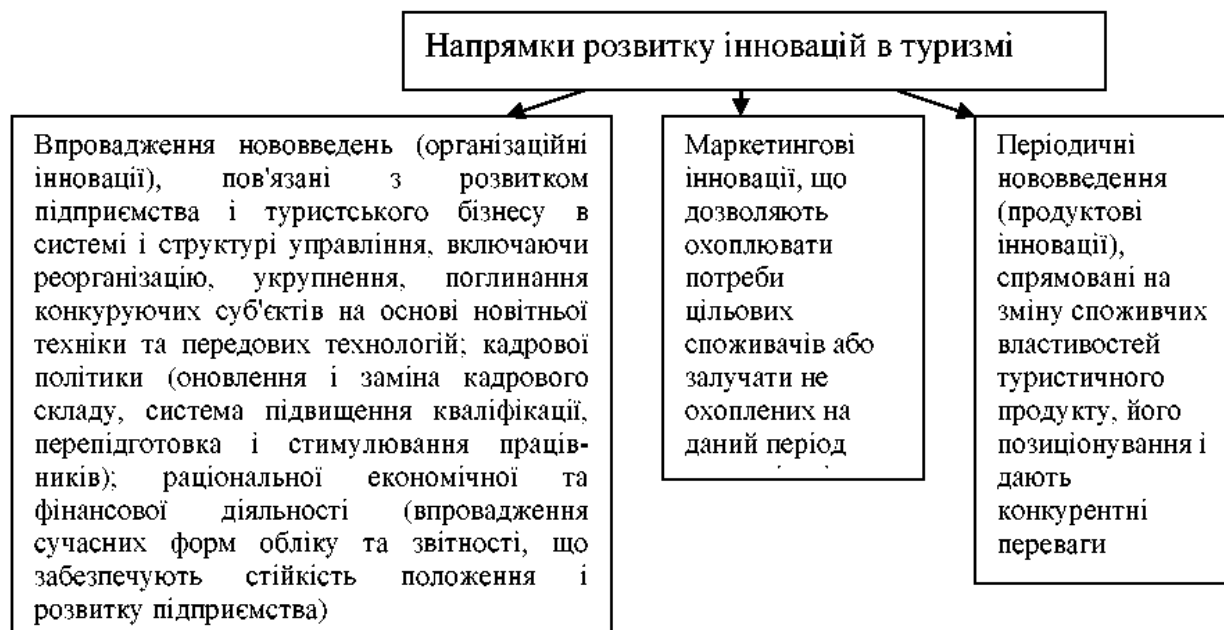 Напрямки розвитку інновацій в туризмі
Впровадження нововведень (організаційні
інновації), пов'язані з розвитком
підприємства і туристського бізнесу в
системі і структурі управління, включаючи
реорганізацію, укрупнення, поглинання
конкуруючих суб'єктів на основі новітньої
техніки та передових технологій; кадрової
політики (оновлення і заміна кадрового
складу, система підвищення кваліфікації,
перепідготовка і стимулювання праців-
ників); раціональної економічної та
фінансової діяльності (впровадження
сучасних форм обліку та звітності, що
забезпечують стійкість положення і
розвитку підприємства)
Маркетингові
інновації, що
дозволяють
охоплювати
потреби
цільових
споживачів або
залучати не
охоплених на
даний період
Періодичні
нововведення
(продуктові
інновації),
спрямовані на
зміну споживчих
властивостей
туристичного
продукту, його
позиціонування і
дають
конкурентні
переваги